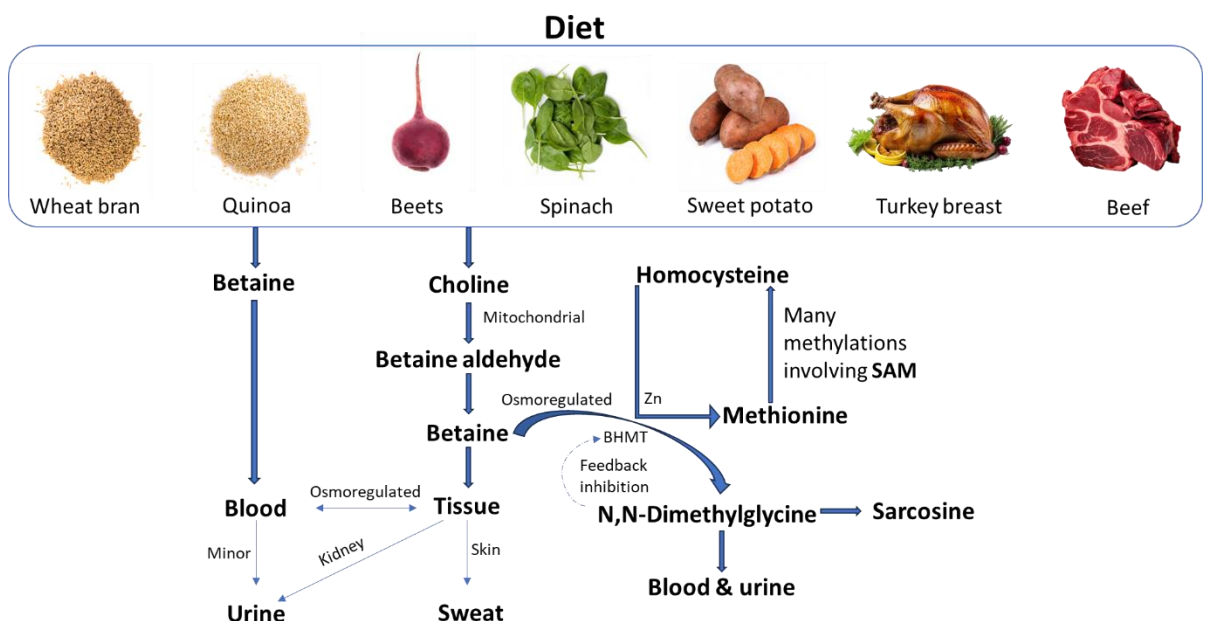 Diet
Wheat bran
Quinoa
Beets
Spinach
Sweet potato
Turkey breast
Beef
Betaine
Choline
Homocysteine
Mitochondrial
Many
methylations
involving SAM
Betaine aldehyde
Osmoregulated
Zn
Methionine
Betaine
BHMT
Feedback
inhibition
Blood
Osmoregulated
Tissue
N,N-Dimethylglycine
Sarcosine
Minor
Kidney
Skin
Blood & urine
Urine
Sweat